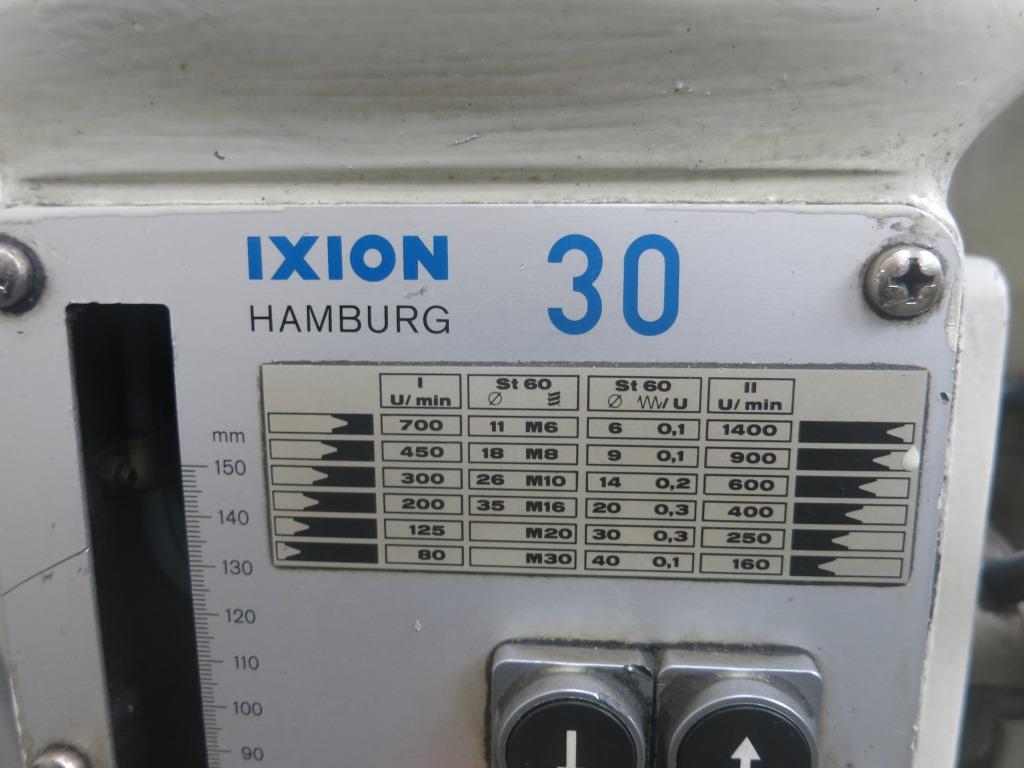 IXION 30
HAMBURG
I St 60 St 60 II
U/min ∅ ∅ /U U/min
700 11 M6 6 0,1 1400
450 18 M8 9 0,1 900
300 26 M10 14 0,2 600
200 35 M16 20 0,3 400
125 M20 30 0,3 250
80 M30 40 0,1 160
mm
150
140
130
120
110
100
90